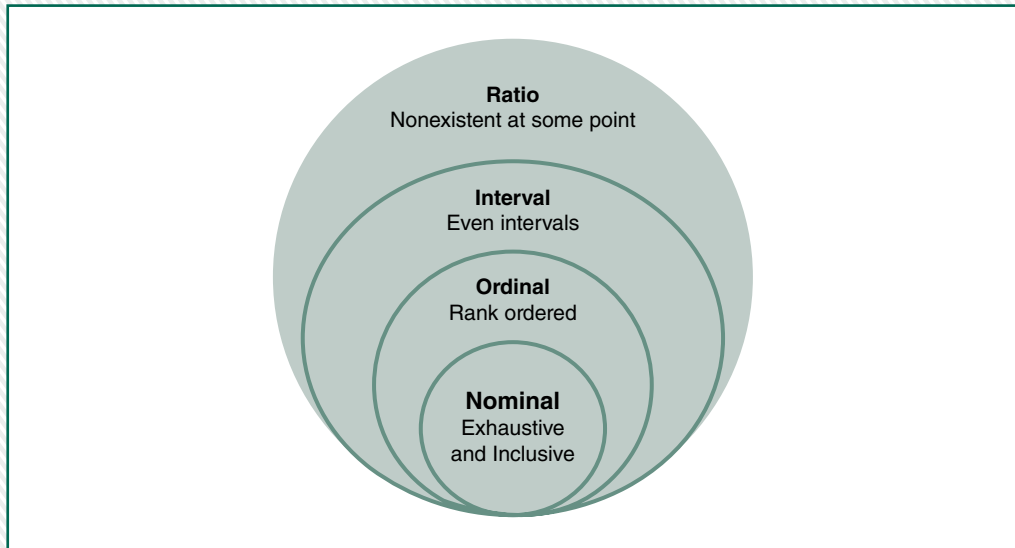 Ratio
Nonexistent at some point
Interval
Even intervals
Ordinal
Rank ordered
Nominal
Exhaustive
and Inclusive